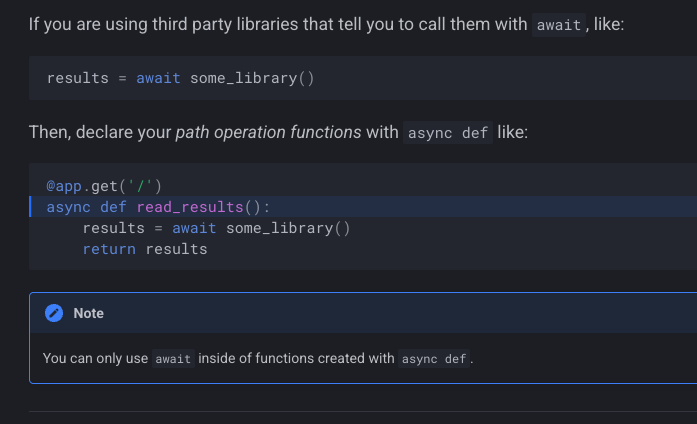 If you are using third party libraries that tell you to call them with await, like:
results = await some_library()
Then, declare your path operation functions with async def like:
@app.get('/')
async def read_results():
    results = await some_library()
    return results
Note
You can only use await inside of functions created with async def.